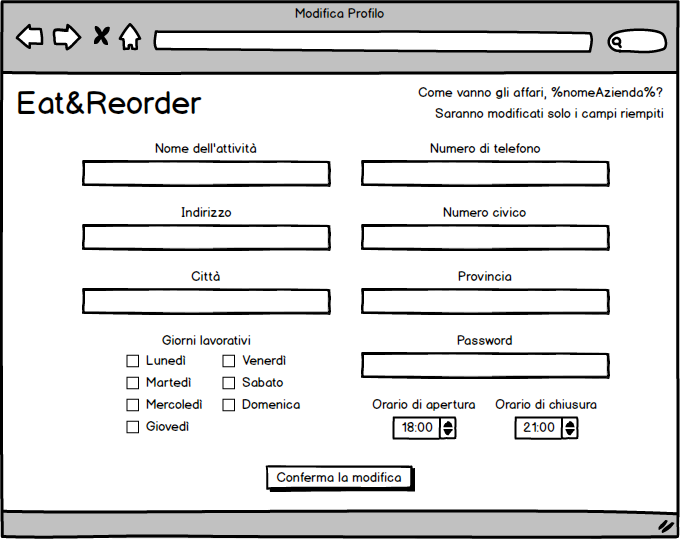 Modifica Profilo
Eat&Reorder
Come vanno gli affari, %nomeAzienda%?
Saranno modificati solo i campi riempiti
Nome dell'attività
Numero di telefono
Indirizzo
Numero civico
Città
Provincia
Giorni lavorativi
Password
Lunedì
Venerdì
Martedì
Sabato
Mercoledì
Domenica
Giovedì
Orario di apertura
Orario di chiusura
18:00
21:00
Conferma la modifica